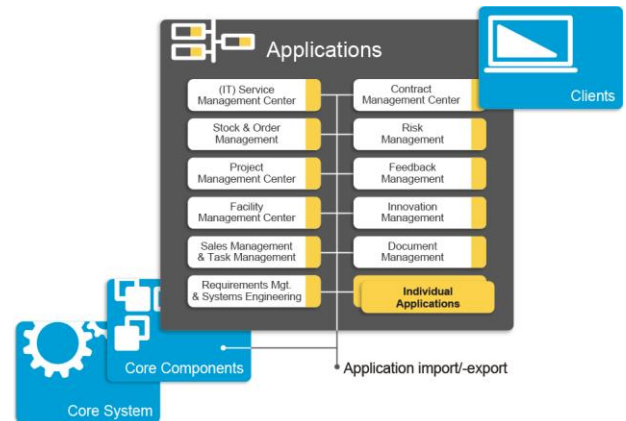 Applications
Clients
(IT) Service
Management Center
Contract
Management Center
Stock & Order
Management
Risk
Management
Project
Management Center
Feedback
Management
Facility
Management Center
Innovation
Management
Sales Management
& Task Management
Document
Management
Requirements Mgt.
& Systems Engineering
Individual
Applications
Core Components
Application import/-export
Core System